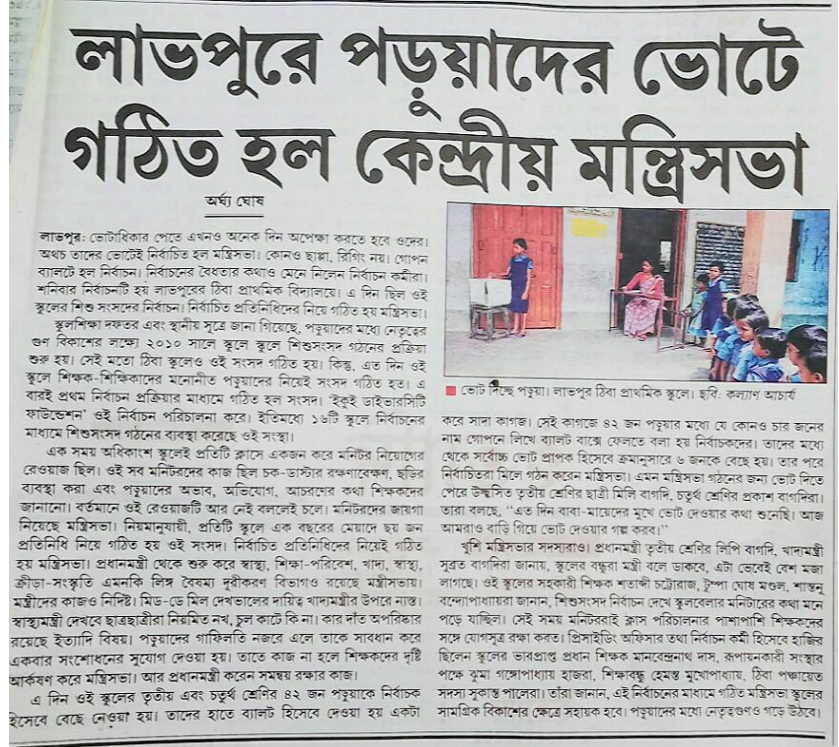 লাভপুরে পড়ুয়াদের ভোটে
গঠিত হল কেন্দ্রীয় মন্ত্রিসভা
অর্ঘ্য ঘোষ
লাভপুর: ভোটাধিকার পেতে এখনও অনেক দিন অপেক্ষা করতে হবে ওদের।
অথচ তাদের ভোটেই নির্বাচিত হল মন্ত্রিসভা। কোনও ছাপ্পা, রিগিং নয়। গোপন
ব্যালটে হল নির্বাচন। নির্বাচনের বৈধতার কথাও মেনে নিলেন নির্বাচন কর্মীরা।
শনিবার নির্বাচনটি হয় লাভপুরের ঠিবা প্রাথমিক বিদ্যালয়ে। এ দিন ছিল ওই
স্কুলের শিশু সংসদের নির্বাচন। নির্বাচিত প্রতিনিধিদের নিয়ে গঠিত হয় মন্ত্রিসভা।
স্কুলশিক্ষা দফতর এবং স্থানীয় সূত্রে জানা গিয়েছে, পড়ুয়াদের মধ্যে নেতৃত্বের
গুণ বিকাশের লক্ষ্যে ২০১০ সালে স্কুলে স্কুলে শিশুসংসদ গঠনের প্রক্রিয়া
শুরু হয়। সেই মতো ঠিবা স্কুলেও ওই সংসদ গঠিত হয়। কিন্তু, এত দিন ওই
স্কুলে শিক্ষক-শিক্ষিকাদের মনোনীত পড়ুয়াদের নিয়েই সংসদ গঠিত হত। এ
বারই প্রথম নির্বাচন প্রক্রিয়ার মাধ্যমে গঠিত হল সংসদ। ‘ইকুই ডাইভারসিটি
ফাউন্ডেশন’ ওই নির্বাচন পরিচালনা করে। ইতিমধ্যে ১৬টি স্কুলে নির্বাচনের
মাধ্যমে শিশুসংসদ গঠনের ব্যবস্থা করেছে ওই সংস্থা।
এক সময় অধিকাংশ স্কুলেই প্রতিটি ক্লাসে একজন করে মনিটর নিয়োগের
রেওয়াজ ছিল। ওই সব মনিটরদের কাজ ছিল চক-ডাস্টার রক্ষণাবেক্ষণ, ছড়ির
ব্যবস্থা করা এবং পড়ুয়াদের অভাব, অভিযোগ, আচরণের কথা শিক্ষকদের
জানানো। বর্তমানে ওই রেওয়াজটি আর নেই বললেই চলে। মনিটরদের জায়গা
নিয়েছে মন্ত্রিসভা। নিয়মানুযায়ী, প্রতিটি স্কুলে এক বছরের মেয়াদে ছয় জন
প্রতিনিধি নিয়ে গঠিত হয় ওই সংসদ। নির্বাচিত প্রতিনিধিদের নিয়েই গঠিত
হয় মন্ত্রিসভা। প্রধানমন্ত্রী থেকে শুরু করে স্বাস্থ্য, শিক্ষা-পরিবেশ, খাদ্য, স্বাস্থ্য,
ক্রীড়া-সংস্কৃতি এমনকি লিঙ্গ বৈষম্য দূরীকরণ বিভাগও রয়েছে মন্ত্রীসভায়।
মন্ত্রীদের কাজও নির্দিষ্ট। মিড-ডে মিল দেখভালের দায়িত্ব খাদ্যমন্ত্রীর উপরে ন্যস্ত।
স্বাস্থ্যমন্ত্রী দেখবে ছাত্রছাত্রীরা নিয়মিত নখ, চুল কাটে কি না। কার দাঁত অপরিষ্কার
রয়েছে ইত্যাদি বিষয়। পড়ুয়াদের গাফিলতি নজরে এলে তাকে সাবধান করে
একবার সংশোধনের সুযোগ দেওয়া হয়। তাতে কাজ না হলে শিক্ষকদের দৃষ্টি
আর্কষণ করে মন্ত্রিসভা। আর প্রধানমন্ত্রী করেন সমন্বয় রক্ষার কাজ।
এ দিন ওই স্কুলের তৃতীয় এবং চতুর্থ শ্রেণির ৪২ জন পড়ুয়াকে নির্বাচক
হিসেবে বেছে নেওয়া হয়। তাদের হাতে ব্যালট হিসেবে দেওয়া হয় একটা
■ ভোট দিচ্ছে পড়ুয়া। লাভপুর ঠিবা প্রাথমিক স্কুলে। ছবি: কল্যাণ আচার্য
করে সাদা কাগজ। সেই কাগজে ৪২ জন পড়ুয়ার মধ্যে যে কোনও চার জনের
নাম গোপনে লিখে ব্যালট বাক্সে ফেলতে বলা হয় নির্বাচকদের। তাদের মধ্যে
থেকে সর্বোচ্চ ভোট প্রাপক হিসেবে ক্রমানুসারে ৬ জনকে বেছে হয়। তার পরে
নির্বাচিতরা মিলে গঠন করেন মন্ত্রিসভা। এমন মন্ত্রিসভা গঠনের জন্য ভোট দিতে
পেরে উচ্ছ্বসিত তৃতীয় শ্রেণির ছাত্রী মিলি বাগদি, চতুর্থ শ্রেণির প্রকাশ বাগদিরা।
তারা বলছে, “এত দিন বাবা-মায়েদের মুখে ভোট দেওয়ার কথা শুনেছি। আজ
আমরাও বাড়ি গিয়ে ভোট দেওয়ার গল্প করব।”
খুশি মন্ত্রিসভার সদস্যরাও। প্রধানমন্ত্রী তৃতীয় শ্রেণির লিপি বাগদি, খাদ্যমন্ত্রী
সুব্রত বাগদিরা জানায়, স্কুলের বন্ধুরা মন্ত্রী বলে ডাকবে, এটা ভেবেই বেশ মজা
লাগছে। ওই স্কুলের সহকারী শিক্ষক শতাব্দী চট্টোরাজ, টুম্পা ঘোষ মণ্ডল, শান্তনু
বন্দ্যোপাধ্যায়রা জানান, শিশুসংসদ নির্বাচন দেখে স্কুলবেলার মনিটারের কথা মনে
পড়ে যাচ্ছিল। সেই সময় মনিটররাই ক্লাস পরিচালনার পাশাপাশি শিক্ষকদের
সঙ্গে যোগসূত্র রক্ষা করত। প্রিসাইডিং অফিসার তথা নির্বাচন কর্মী হিসেবে হাজির
ছিলেন স্কুলের ভারপ্রাপ্ত প্রধান শিক্ষক মানবেন্দ্রনাথ দাস, রূপায়নকারী সংস্থার
পক্ষে ঝুমা গঙ্গোপাধ্যায় হাজরা, শিক্ষাবন্ধু হেমন্ত মুখোপাধ্যায়, ঠিবা পঞ্চায়েত
সদস্য সুকান্ত পালেরা। তাঁরা জানান, এই নির্বাচনের মাধ্যমে গঠিত মন্ত্রিসভা স্কুলের
সামগ্রিক বিকাশের ক্ষেত্রে সহায়ক হবে। পড়ুয়াদের মধ্যে নেতৃত্বগুণও গড়ে উঠবে।